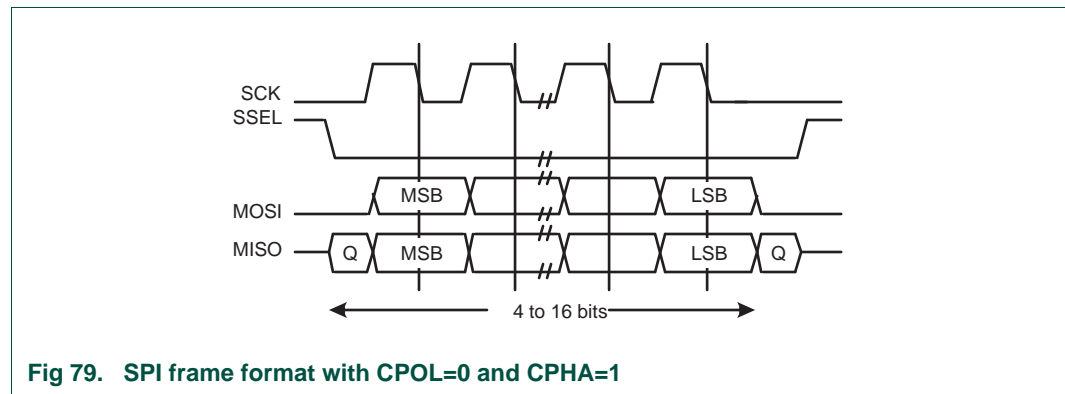 SCK
SSEL
MOSI MSB LSB
MISO Q MSB LSB Q
4 to 16 bits
Fig 79. SPI frame format with CPOL=0 and CPHA=1